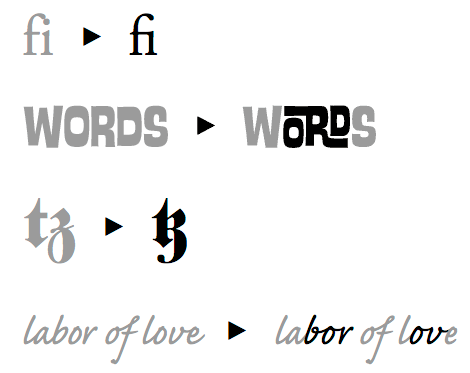 fi ► fi
WORDS ► WORDS
tz ► tz
labor of love ► labor of love